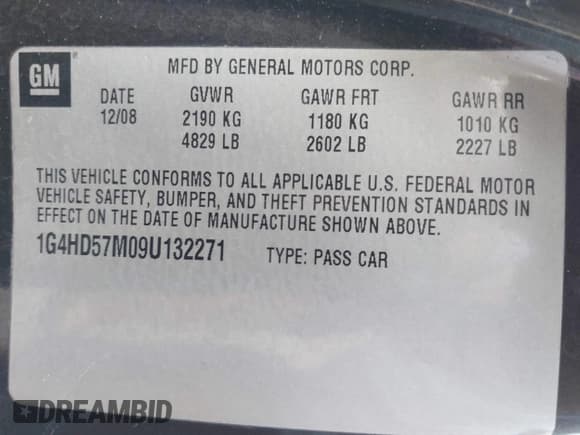 GM
MFD BY GENERAL MOTORS CORP.
DATE GVWR GAWR FRT GAWR RR
12/08 2190 KG 1180 KG 1010 KG
4829 LB 2602 LB 2227 LB
THIS VEHICLE CONFORMS TO ALL APPLICABLE U.S. FEDERAL MOTOR
VEHICLE SAFETY, BUMPER, AND THEFT PREVENTION STANDARDS IN
EFFECT ON THE DATE OF MANUFACTURE SHOWN ABOVE.
1G4HD57M09U132271 TYPE: PASS CAR
DREAMBID